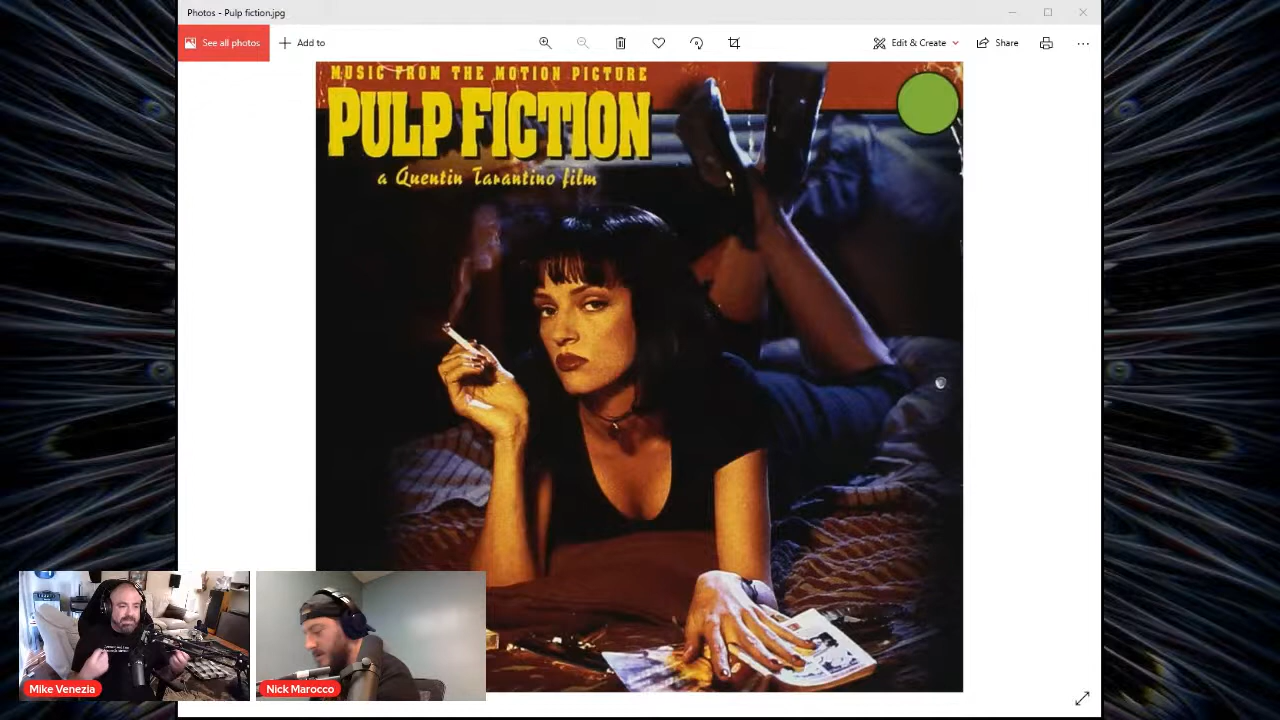 Photos - Pulp fiction.jpg
See all photos
Add to
Edit & Create
Share
MUSIC FROM THE MOTION PICTURE
PULP FICTION
a Quentin Tarantino film
Mike Venezia
Nick Marocco